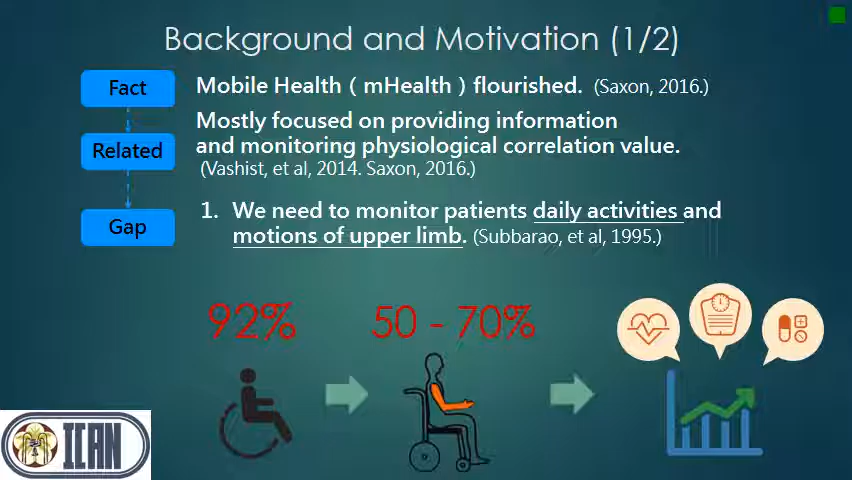 Background and Motivation (1/2)
Fact
Mobile Health ( mHealth ) flourished. (Saxon, 2016.)
Related
Mostly focused on providing information
and monitoring physiological correlation value.
(Vashist, et al, 2014. Saxon, 2016.)
Gap
1. We need to monitor patients daily activities and
motions of upper limb. (Subbarao, et al, 1995.)
92%
50 - 70%
ICAN